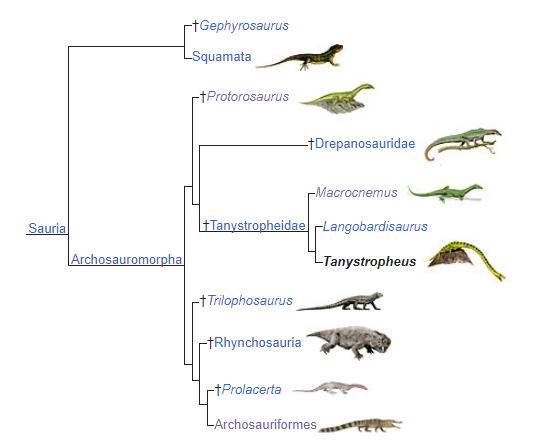 †Gephyrosaurus
Squamata
†Protorosaurus
†Drepanosauridae
Macrocnemus
Sauria
†Tanystropheidae
Langobardisaurus
Archosauromorpha
Tanystropheus
†Trilophosaurus
†Rhynchosauria
†Prolacerta
Archosauriformes